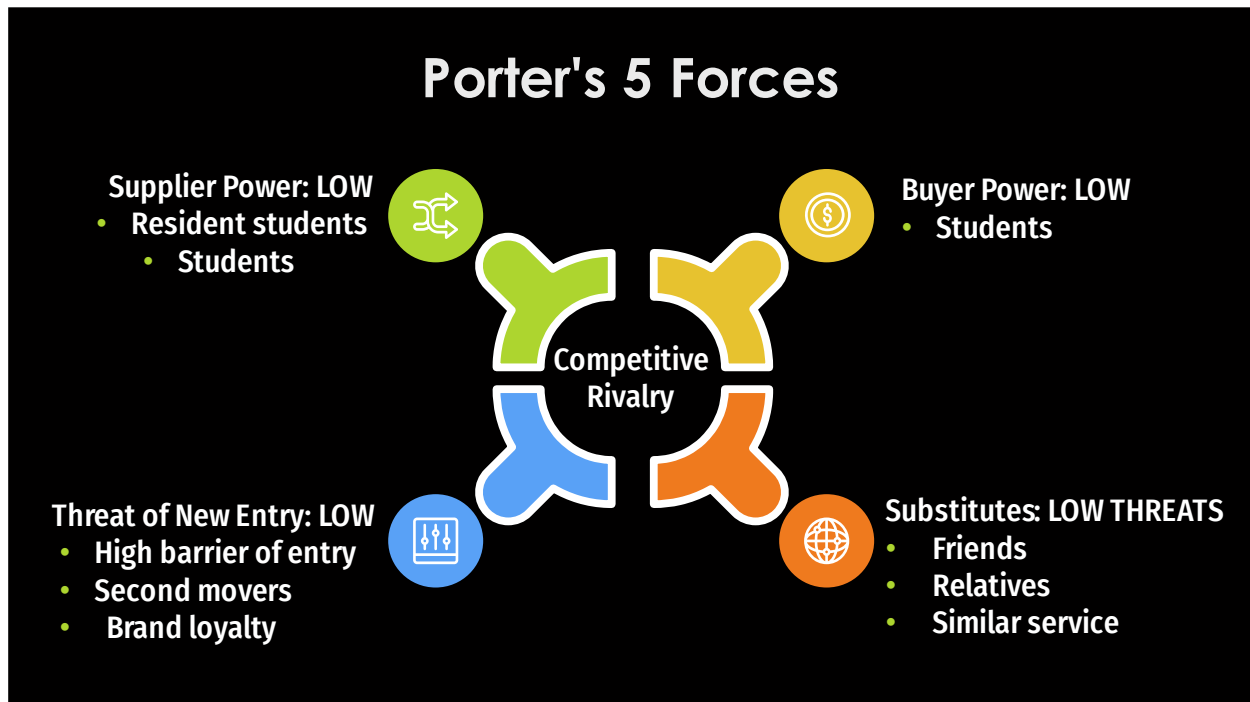 Porter's 5 Forces
Supplier Power: LOW
• Resident students
• Students
Buyer Power: LOW
• Students
Competitive
Rivalry
Threat of New Entry: LOW
• High barrier of entry
• Second movers
• Brand loyalty
Substitutes: LOW THREATS
• Friends
• Relatives
• Similar service